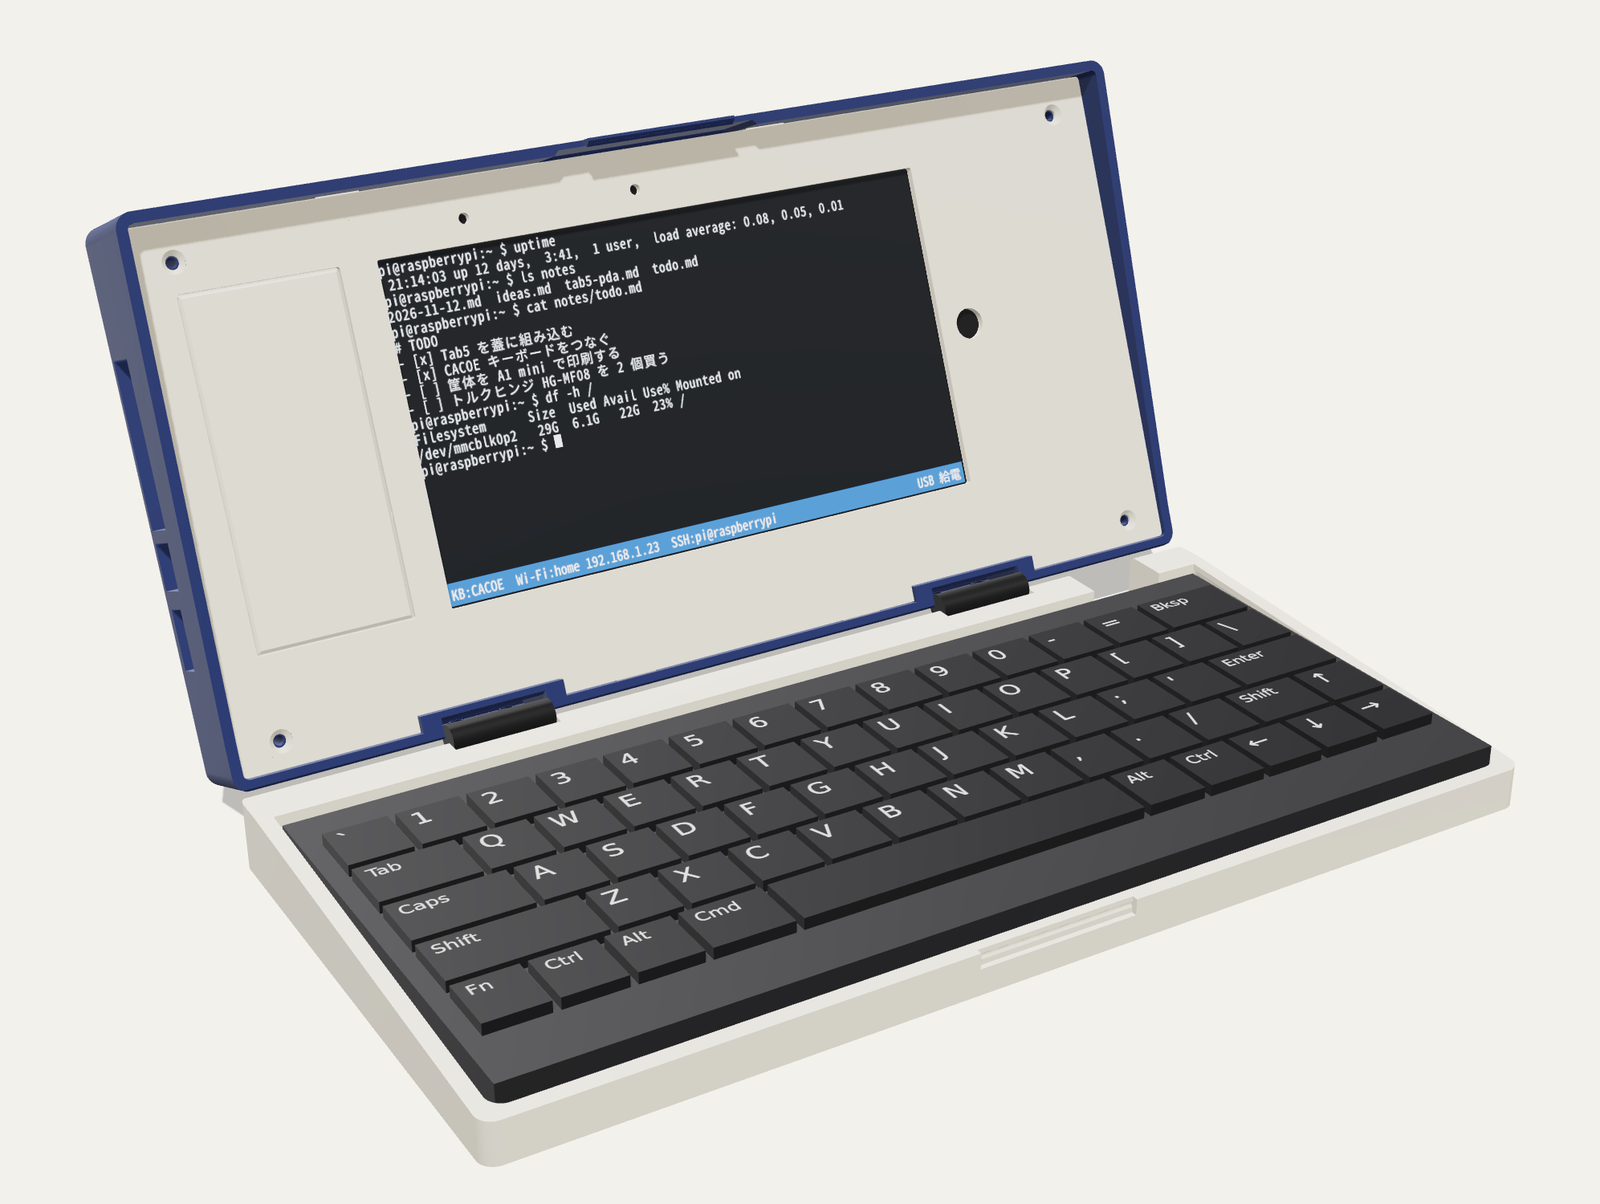 pi@raspberrypi:~ $ uptime
21:14:03 up 12 days,  3:41,  1 user,  load average: 0.08, 0.05, 0.01
pi@raspberrypi:~ $ ls notes
2026-11-12.md  ideas.md  tab5-pda.md  todo.md
pi@raspberrypi:~ $ cat notes/todo.md
# TODO
- [x] Tab5 を蓋に組み込む
- [x] CACOE キーボードをつなぐ
- [ ] 筐体を A1 mini で印刷する
- [ ] トルクヒンジ HG-MF08 を 2 個買う
pi@raspberrypi:~ $ df -h /
Filesystem      Size  Used Avail Use% Mounted on
/dev/mmcblk0p2   29G  6.1G   22G  23% /
pi@raspberrypi:~ $
KB:CACOE  Wi-Fi:home 192.168.1.23  SSH:pi@raspberrypi  USB 給電
` 1 2 3 4 5 6 7 8 9 0 - = Bksp
Tab Q W E R T Y U I O P [ ] \
Caps A S D F G H J K L ; ' Enter
Shift Z X C V B N M , . / Shift ↑
Fn Ctrl Alt Cmd Alt Ctrl ← ↓ →